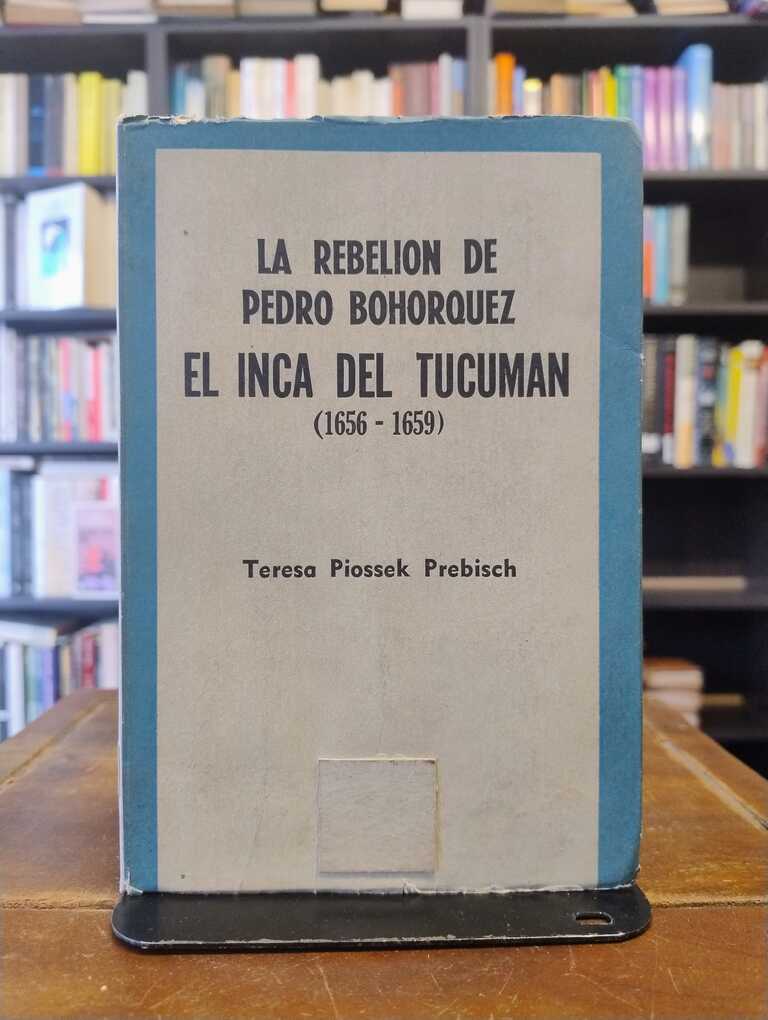 LA REBELION DE
PEDRO BOHORQUEZ
EL INCA DEL TUCUMAN
(1656 - 1659)
Teresa Piossek Prebisch